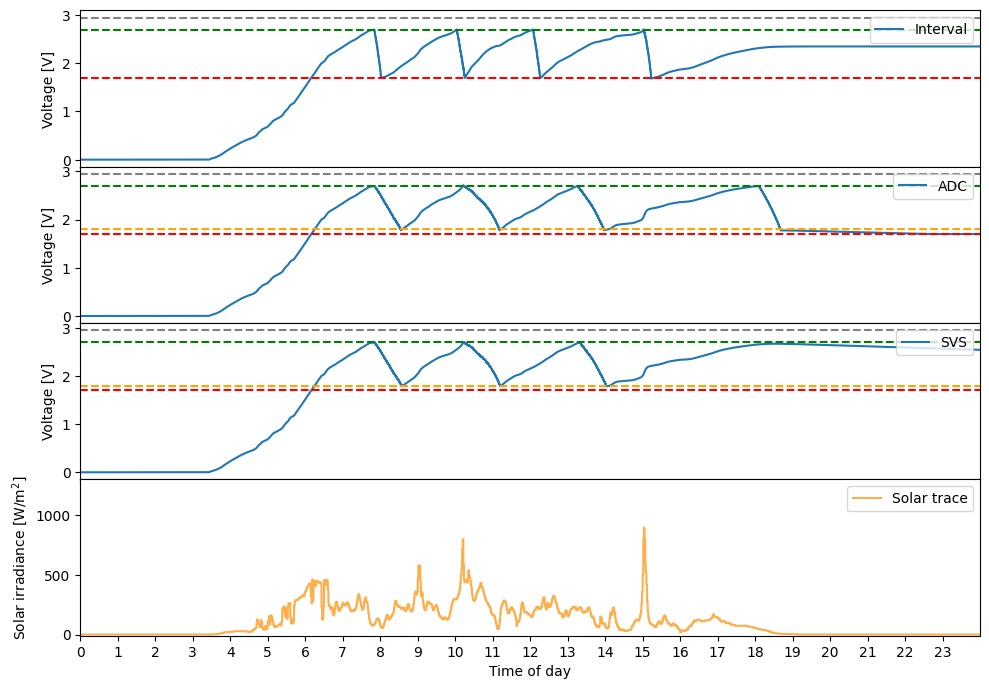 3
2
1
0
Voltage [V]
Interval
3
2
1
0
Voltage [V]
ADC
3
2
1
0
Voltage [V]
SVS
1000
500
0
Solar irradiance [W/m²]
Solar trace
0 1 2 3 4 5 6 7 8 9 10 11 12 13 14 15 16 17 18 19 20 21 22 23
Time of day